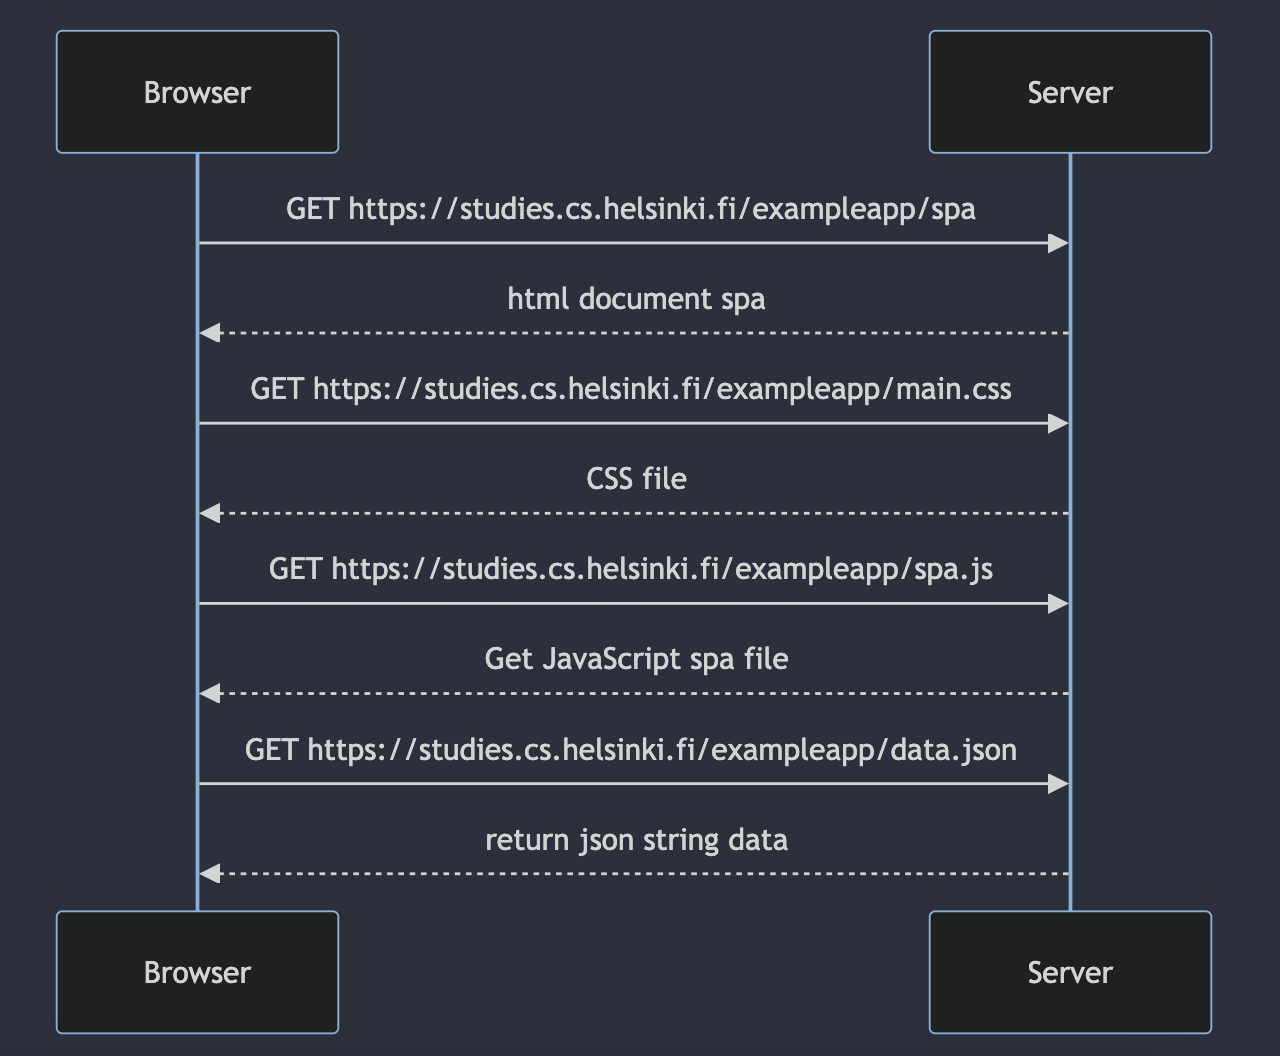 Browser
Server
GET https://studies.cs.helsinki.fi/exampleapp/spa
html document spa
GET https://studies.cs.helsinki.fi/exampleapp/main.css
CSS file
GET https://studies.cs.helsinki.fi/exampleapp/spa.js
Get JavaScript spa file
GET https://studies.cs.helsinki.fi/exampleapp/data.json
return json string data
Browser
Server